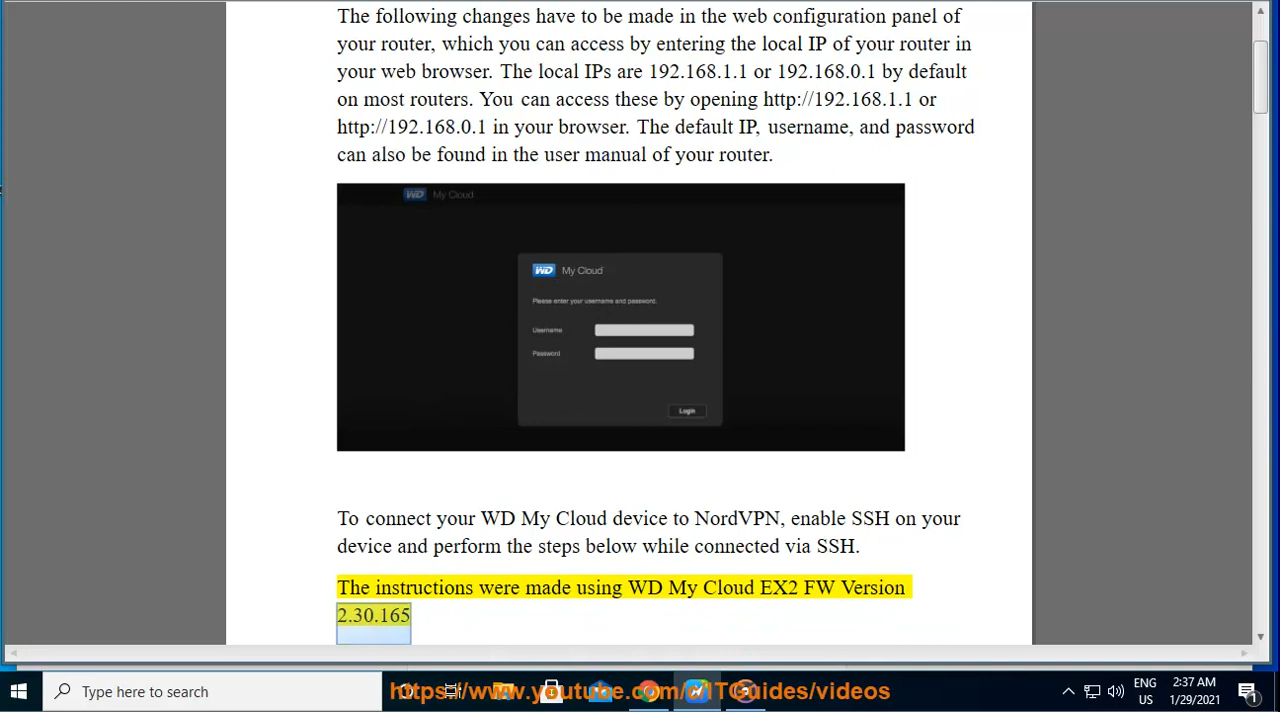 The following changes have to be made in the web configuration panel of
your router, which you can access by entering the local IP of your router in
your web browser. The local IPs are 192.168.1.1 or 192.168.0.1 by default
on most routers. You can access these by opening http://192.168.1.1 or
http://192.168.0.1 in your browser. The default IP, username, and password
can also be found in the user manual of your router.
WD My Cloud
WD My Cloud
Please enter your username and password.
Username
Password
Login
To connect your WD My Cloud device to NordVPN, enable SSH on your
device and perform the steps below while connected via SSH.
The instructions were made using WD My Cloud EX2 FW Version
2.30.165
Type here to search
https://www.youtube.com/c/ITGuides/videos
ENG
US
2:37 AM
1/29/2021
1